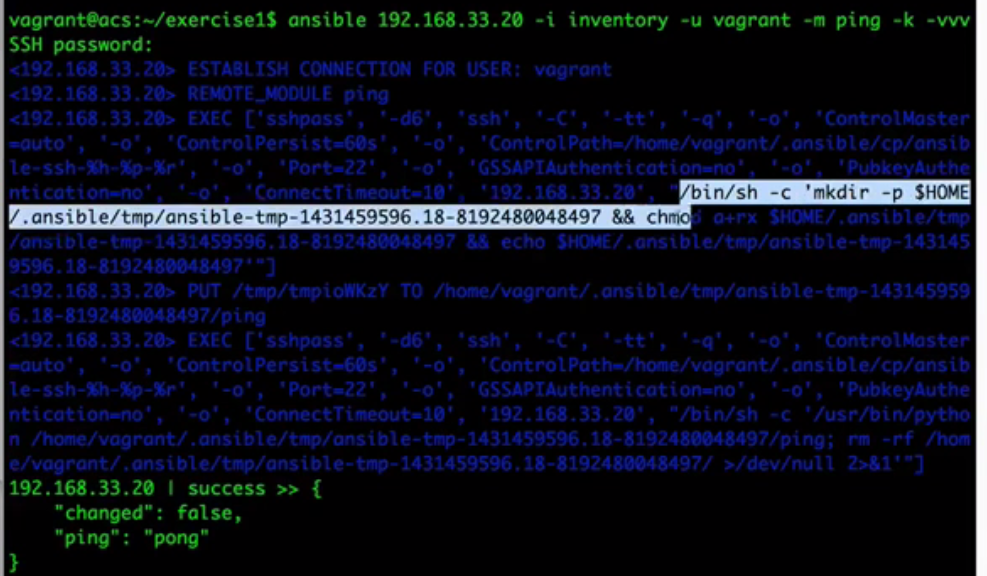 vagrant@acs:~/exercise1$ ansible 192.168.33.20 -i inventory -u vagrant -m ping -k -vvv
SSH password:
<192.168.33.20> ESTABLISH CONNECTION FOR USER: vagrant
<192.168.33.20> REMOTE_MODULE ping
<192.168.33.20> EXEC ['sshpass', '-d6', 'ssh', '-C', '-tt', '-q', '-o', 'ControlMaster
=auto', '-o', 'ControlPersist=60s', '-o', 'ControlPath=/home/vagrant/.ansible/cp/ansib
le-ssh-%h-%p-%r', '-o', 'Port=22', '-o', 'GSSAPIAuthentication=no', '-o', 'PubkeyAuthe
ntication=no', '-o', 'ConnectTimeout=10', '192.168.33.20', "/bin/sh -c 'mkdir -p $HOME
/.ansible/tmp/ansible-tmp-1431459596.18-8192480048497 && chmod a+rx $HOME/.ansible/tmp
/ansible-tmp-1431459596.18-8192480048497 && echo $HOME/.ansible/tmp/ansible-tmp-143145
9596.18-8192480048497'"]
<192.168.33.20> PUT /tmp/tmpioWKzY TO /home/vagrant/.ansible/tmp/ansible-tmp-143145959
6.18-8192480048497/ping
<192.168.33.20> EXEC ['sshpass', '-d6', 'ssh', '-C', '-tt', '-q', '-o', 'ControlMaster
=auto', '-o', 'ControlPersist=60s', '-o', 'ControlPath=/home/vagrant/.ansible/cp/ansib
le-ssh-%h-%p-%r', '-o', 'Port=22', '-o', 'GSSAPIAuthentication=no', '-o', 'PubkeyAuthe
ntication=no', '-o', 'ConnectTimeout=10', '192.168.33.20', "/bin/sh -c '/usr/bin/pytho
n /home/vagrant/.ansible/tmp/ansible-tmp-1431459596.18-8192480048497/ping; rm -rf /hom
e/vagrant/.ansible/tmp/ansible-tmp-1431459596.18-8192480048497/ >/dev/null 2>&1'"]
192.168.33.20 | success >> {
    "changed": false,
    "ping": "pong"
}